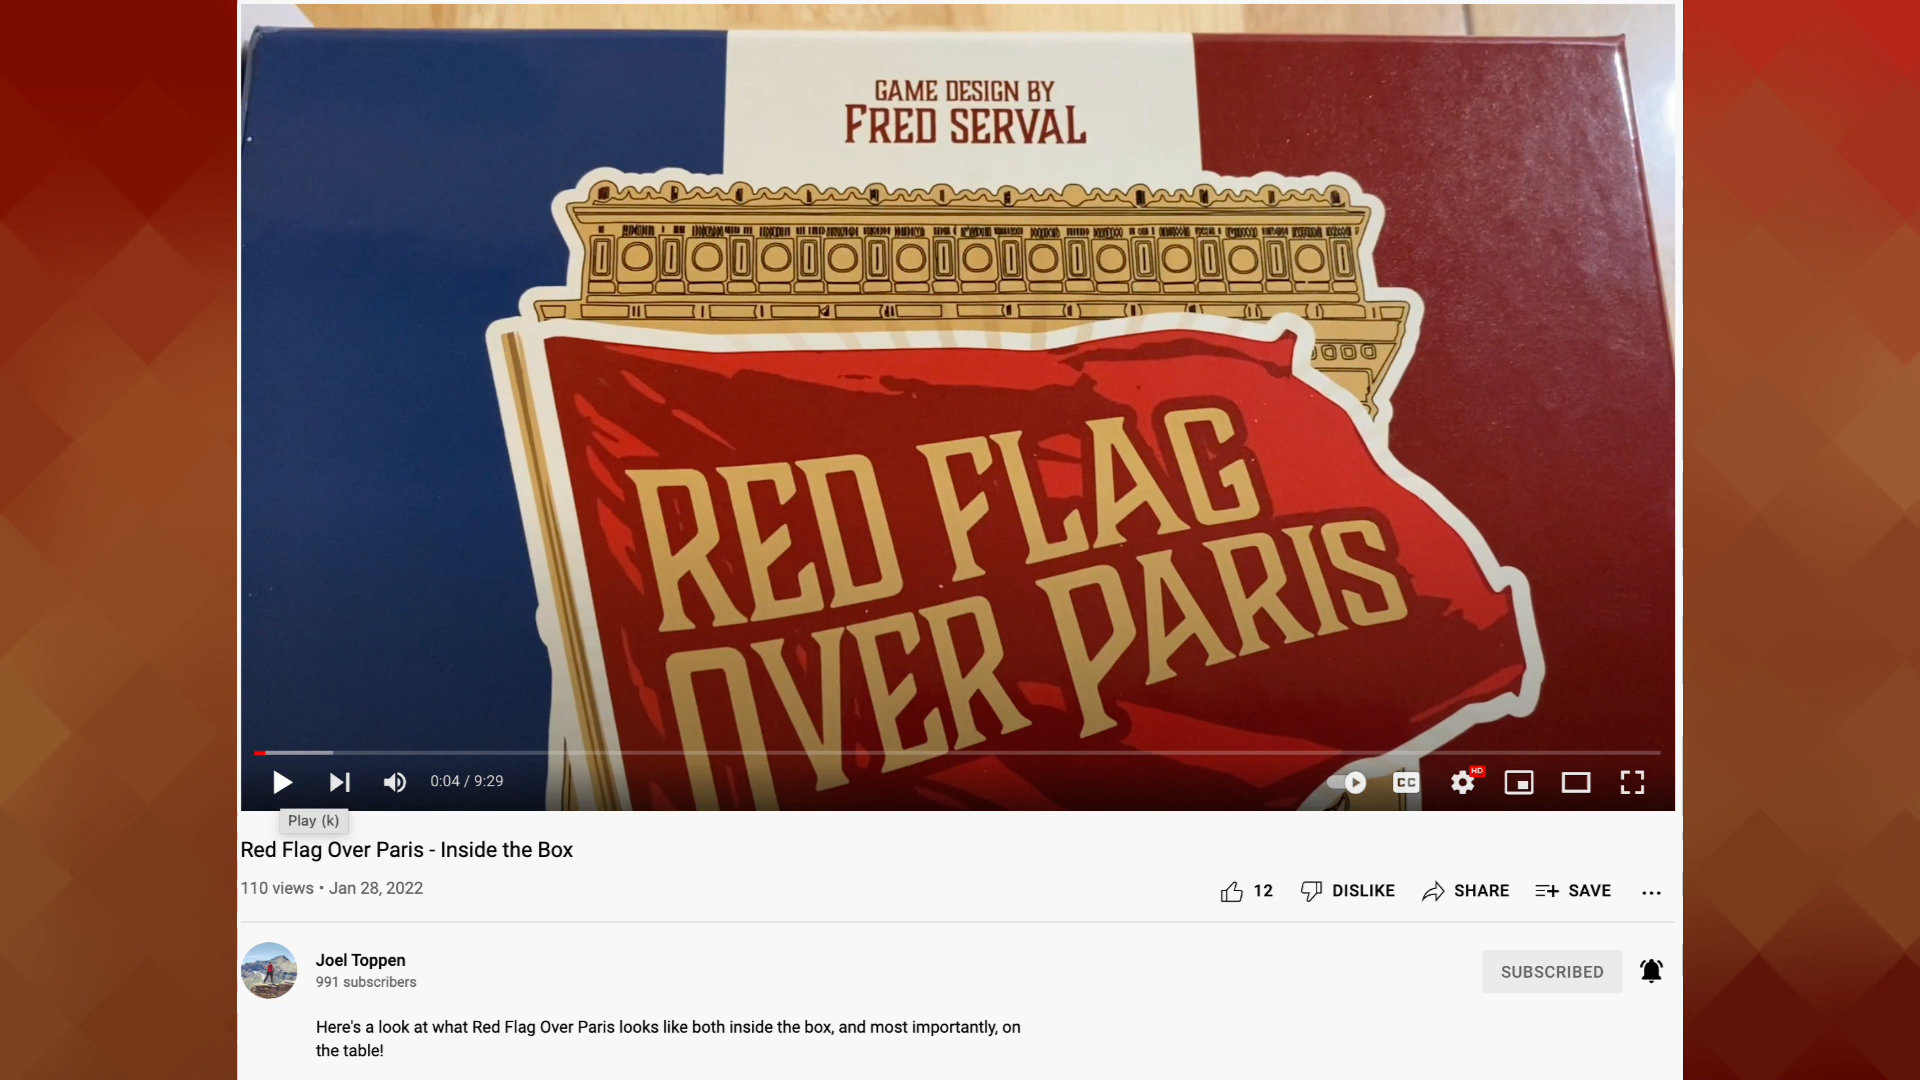 GAME DESIGN BY
FRED SERVAL
RED FLAG
OVER PARIS
0:04 / 9:29
CC
HD
Play (k)
Red Flag Over Paris - Inside the Box
110 views • Jan 28, 2022
12
DISLIKE
SHARE
SAVE
Joel Toppen
991 subscribers
SUBSCRIBED
Here's a look at what Red Flag Over Paris looks like both inside the box, and most importantly, on
the table!